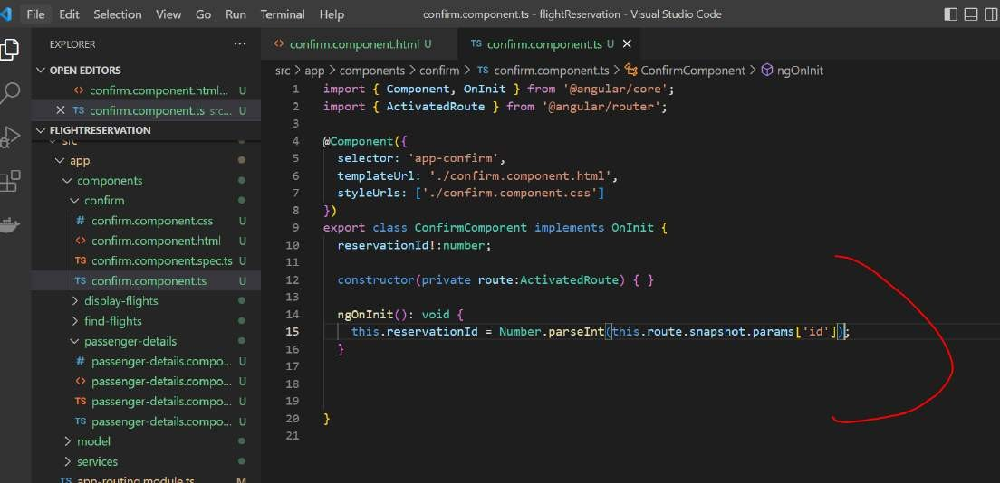 File Edit Selection View Go Run Terminal Help confirm.component.ts - flightReservation - Visual Studio Code
EXPLORER ...
<> confirm.component.html U TS confirm.component.ts U ✕
OPEN EDITORS
<> confirm.component.html... U
✕ TS confirm.component.ts src... U
FLIGHTRESERVATION
src
app
components
confirm
# confirm.component.css U
<> confirm.component.html U
TS confirm.component.spec.ts U
TS confirm.component.ts U
display-flights
find-flights
passenger-details
# passenger-details.compo... U
<> passenger-details.compo... U
TS passenger-details.compo... U
TS passenger-details.compo... U
model
services
TS app-routing.module.ts M
src > app > components > confirm > TS confirm.component.ts > ConfirmComponent > ngOnInit
1 import { Component, OnInit } from '@angular/core';
2 import { ActivatedRoute } from '@angular/router';
3
4 @Component({
5 selector: 'app-confirm',
6 templateUrl: './confirm.component.html',
7 styleUrls: ['./confirm.component.css']
8 })
9 export class ConfirmComponent implements OnInit {
10 reservationId!:number;
11
12 constructor(private route:ActivatedRoute) { }
13
14 ngOnInit(): void {
15 this.reservationId = Number.parseInt(this.route.snapshot.params['id']);
16 }
17
18
19
20 }
21